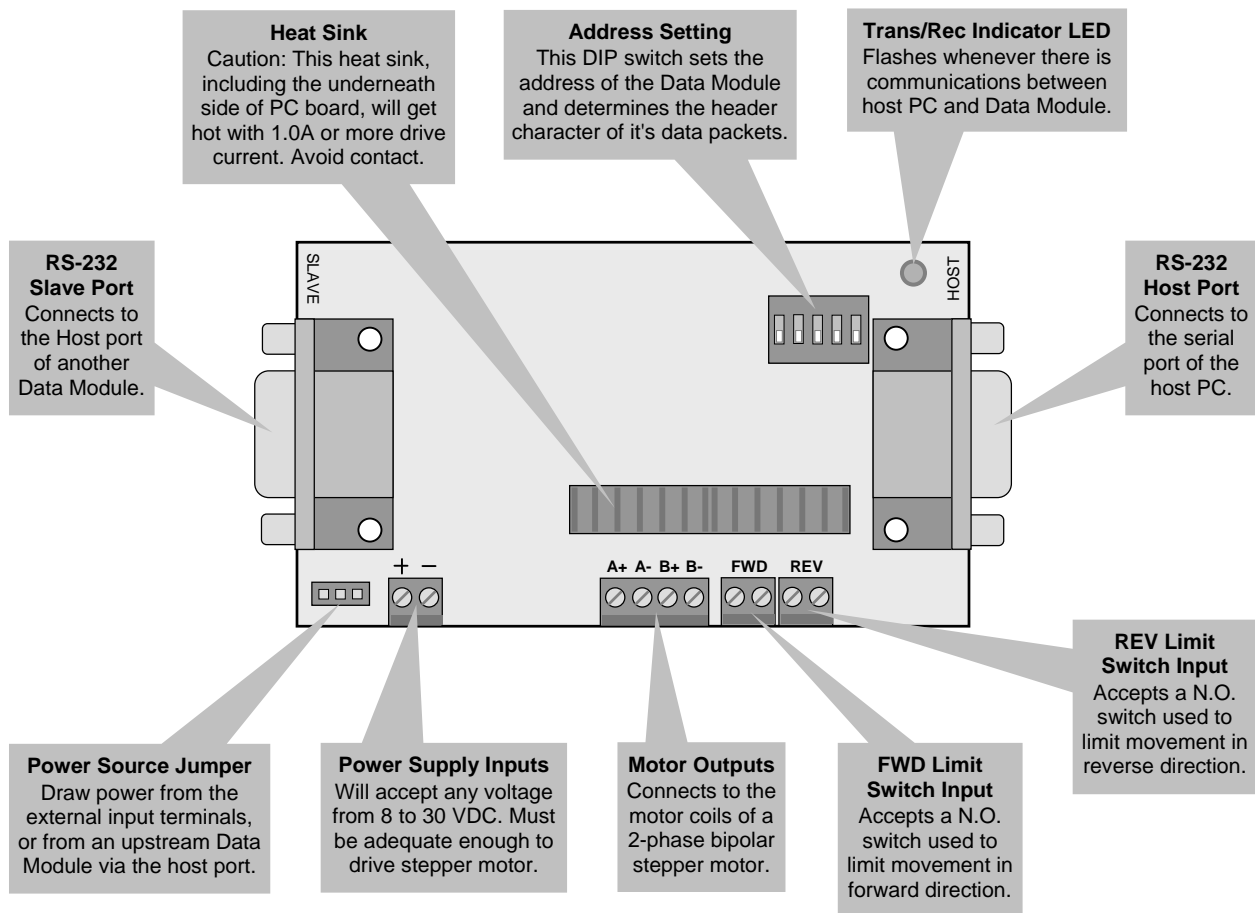 Heat Sink
Caution: This heat sink,
including the underneath
side of PC board, will get
hot with 1.0A or more drive
current. Avoid contact.
Address Setting
This DIP switch sets the
address of the Data Module
and determines the header
character of it's data packets.
Trans/Rec Indicator LED
Flashes whenever there is
communications between
host PC and Data Module.
RS-232
Slave Port
Connects to
the Host port
of another
Data Module.
SLAVE
HOST
RS-232
Host Port
Connects to
the serial
port of the
host PC.
+ −
A+ A- B+ B-
FWD
REV
Power Source Jumper
Draw power from the
external input terminals,
or from an upstream Data
Module via the host port.
Power Supply Inputs
Will accept any voltage
from 8 to 30 VDC. Must
be adequate enough to
drive stepper motor.
Motor Outputs
Connects to the
motor coils of a
2-phase bipolar
stepper motor.
FWD Limit
Switch Input
Accepts a N.O.
switch used to
limit movement in
forward direction.
REV Limit
Switch Input
Accepts a N.O.
switch used to
limit movement in
reverse direction.